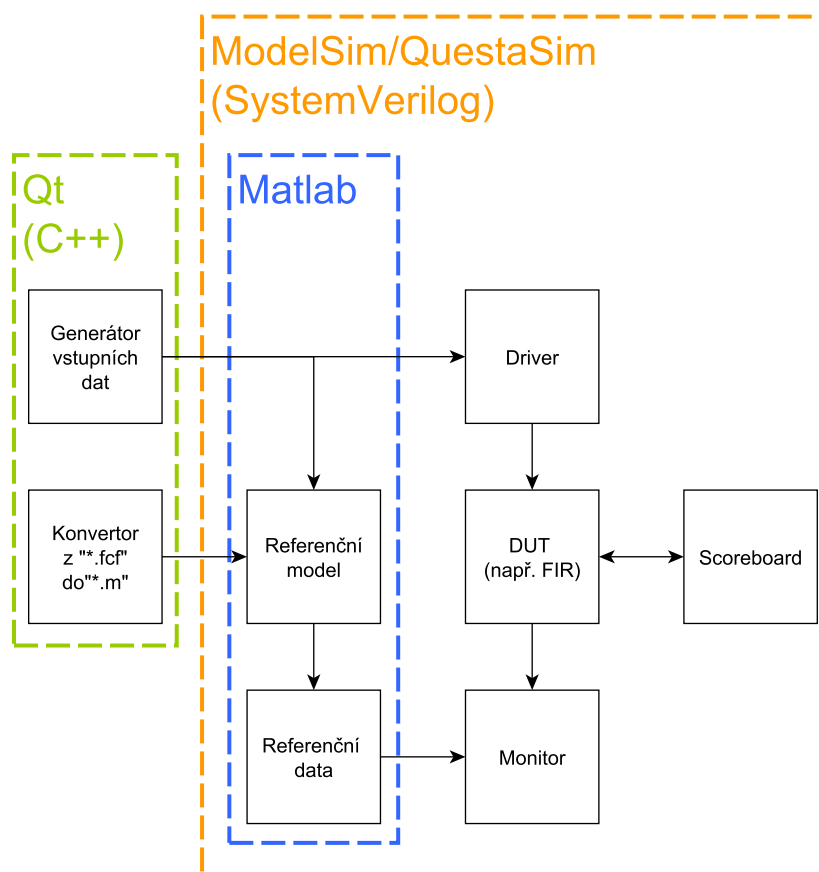 ModelSim/QuestaSim
(SystemVerilog)
Qt
(C++)
Matlab
Generátor
vstupních
dat
Driver
Konvertor
z "*.fcf"
do"*.m"
Referenční
model
DUT
(např. FIR)
Scoreboard
Referenční
data
Monitor